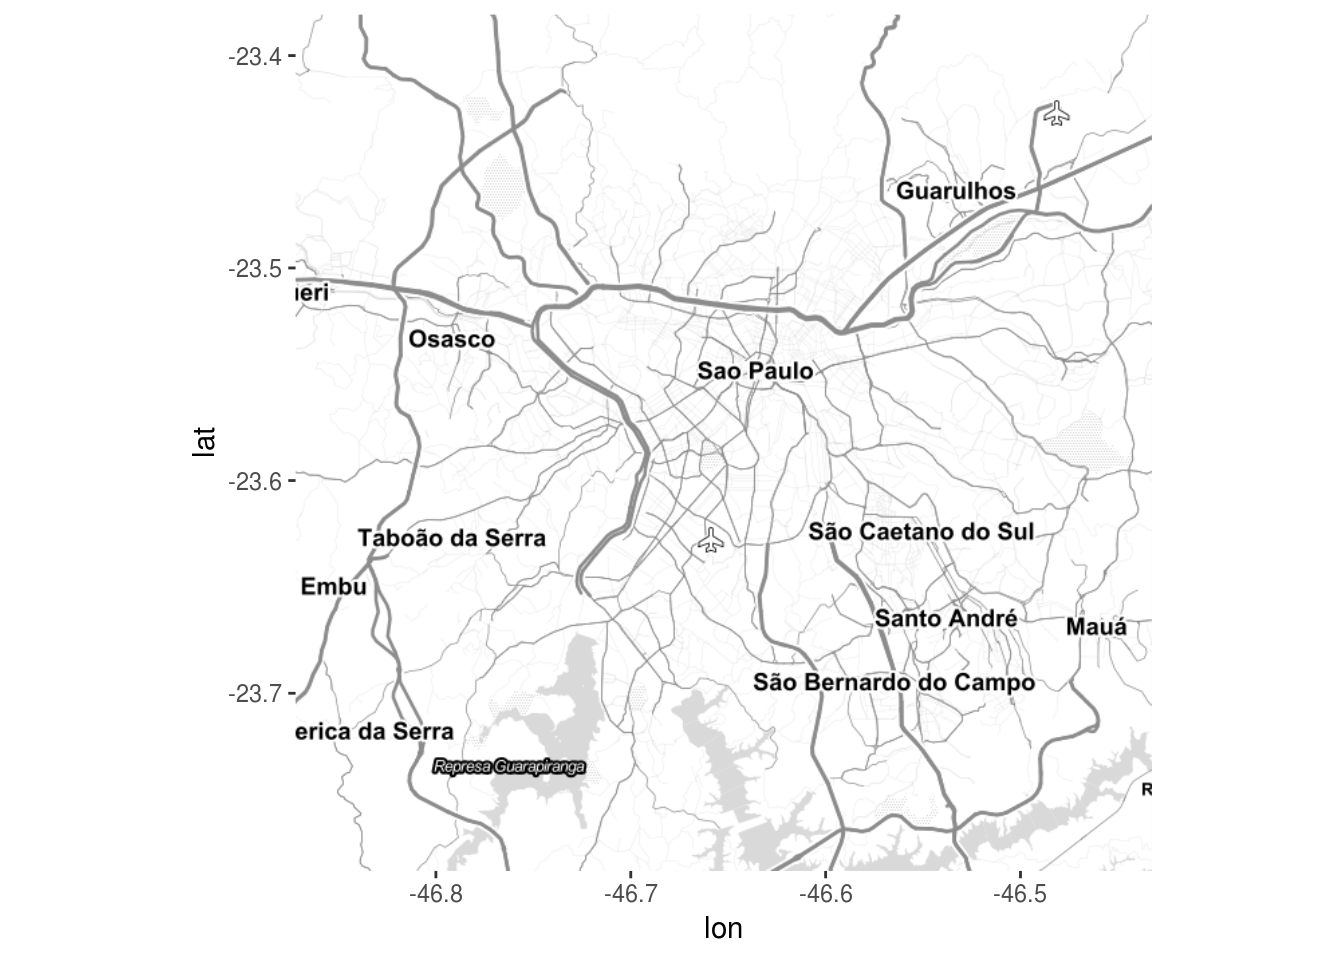 -23.4
Guarulhos
-23.5
ıeri
Osasco
Sao Paulo
lat
-23.6
São Caetano do Sul
Taboão da Serra
Embu
Santo André
Mauá
São Bernardo do Campo
-23.7
erica da Serra
Represa Guarapiranga
R
-46.8
-46.7
-46.6
-46.5
lon